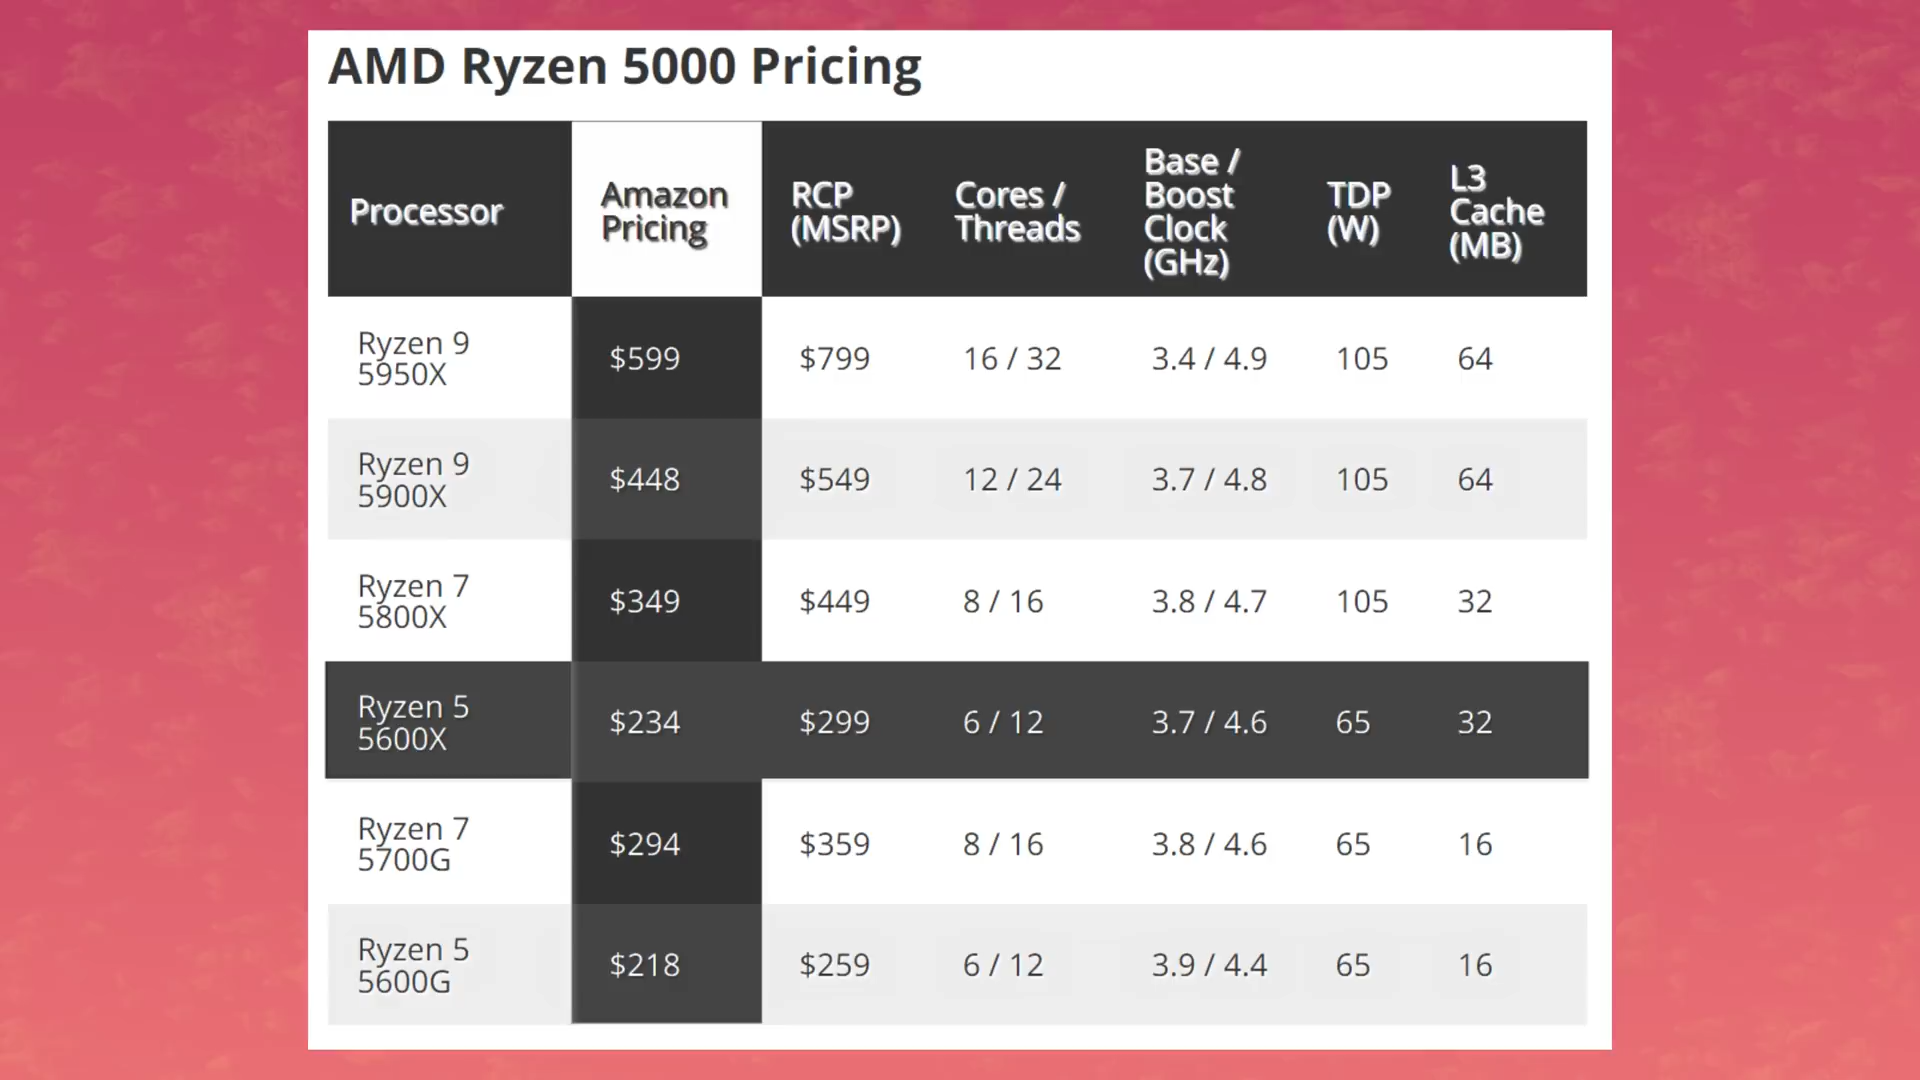 AMD Ryzen 5000 Pricing
Processor
Amazon
Pricing
RCP
(MSRP)
Cores /
Threads
Base /
Boost
Clock
(GHz)
TDP
(W)
L3
Cache
(MB)
Ryzen 9
5950X
$599
$799
16 / 32
3.4 / 4.9
105
64
Ryzen 9
5900X
$448
$549
12 / 24
3.7 / 4.8
105
64
Ryzen 7
5800X
$349
$449
8 / 16
3.8 / 4.7
105
32
Ryzen 5
5600X
$234
$299
6 / 12
3.7 / 4.6
65
32
Ryzen 7
5700G
$294
$359
8 / 16
3.8 / 4.6
65
16
Ryzen 5
5600G
$218
$259
6 / 12
3.9 / 4.4
65
16